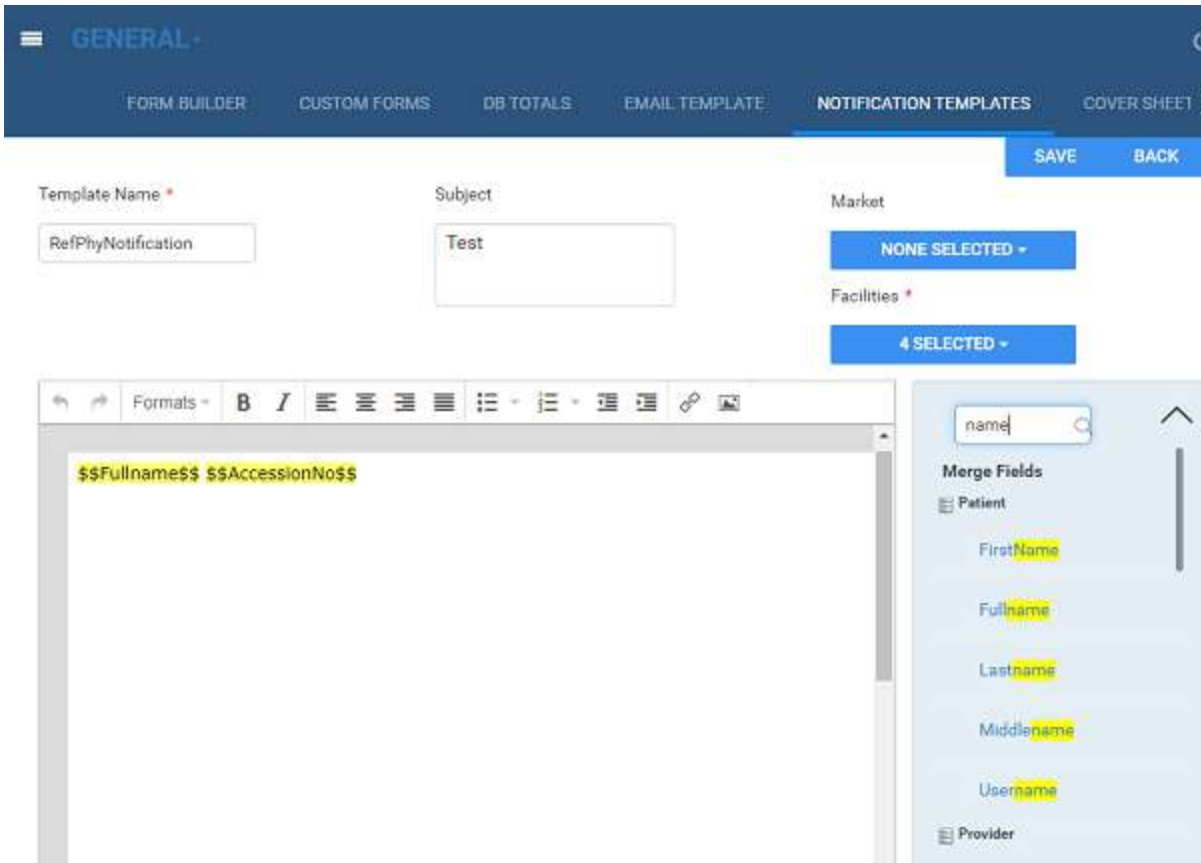 GENERAL
FORM BUILDER CUSTOM FORMS DB TOTALS EMAIL TEMPLATE NOTIFICATION TEMPLATES COVER SHEET
SAVE BACK
Template Name *
RefPhyNotification
Subject
Test
Market
NONE SELECTED
Facilities *
4 SELECTED
Formats B I
$$Fullname$$ $$AccessionNo$$
name
Merge Fields
Patient
FirstName
Fullname
Lastname
Middlename
Username
Provider